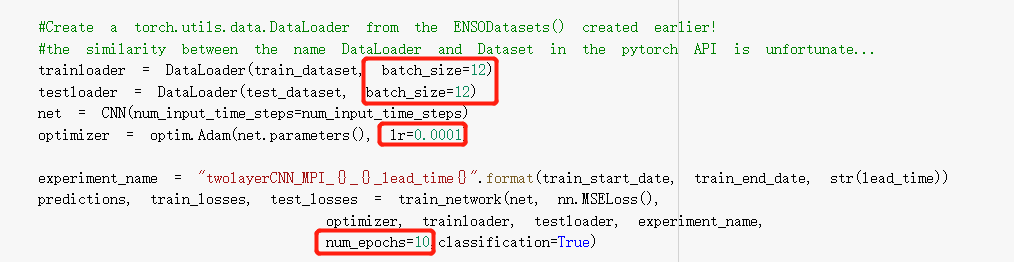 #Create a torch.utils.data.DataLoader from the ENSODatasets() created earlier!
#the similarity between the name DataLoader and Dataset in the pytorch API is unfortunate...
trainloader = DataLoader(train_dataset, batch_size=12)
testloader = DataLoader(test_dataset, batch_size=12)
net = CNN(num_input_time_steps=num_input_time_steps)
optimizer = optim.Adam(net.parameters(), lr=0.0001)
experiment_name = "twolayerCNN_MPI_{}_{}_lead_time{}".format(train_start_date, train_end_date, str(lead_time))
predictions, train_losses, test_losses = train_network(net, nn.MSELoss(),
optimizer, trainloader, testloader, experiment_name,
num_epochs=10,classification=True)